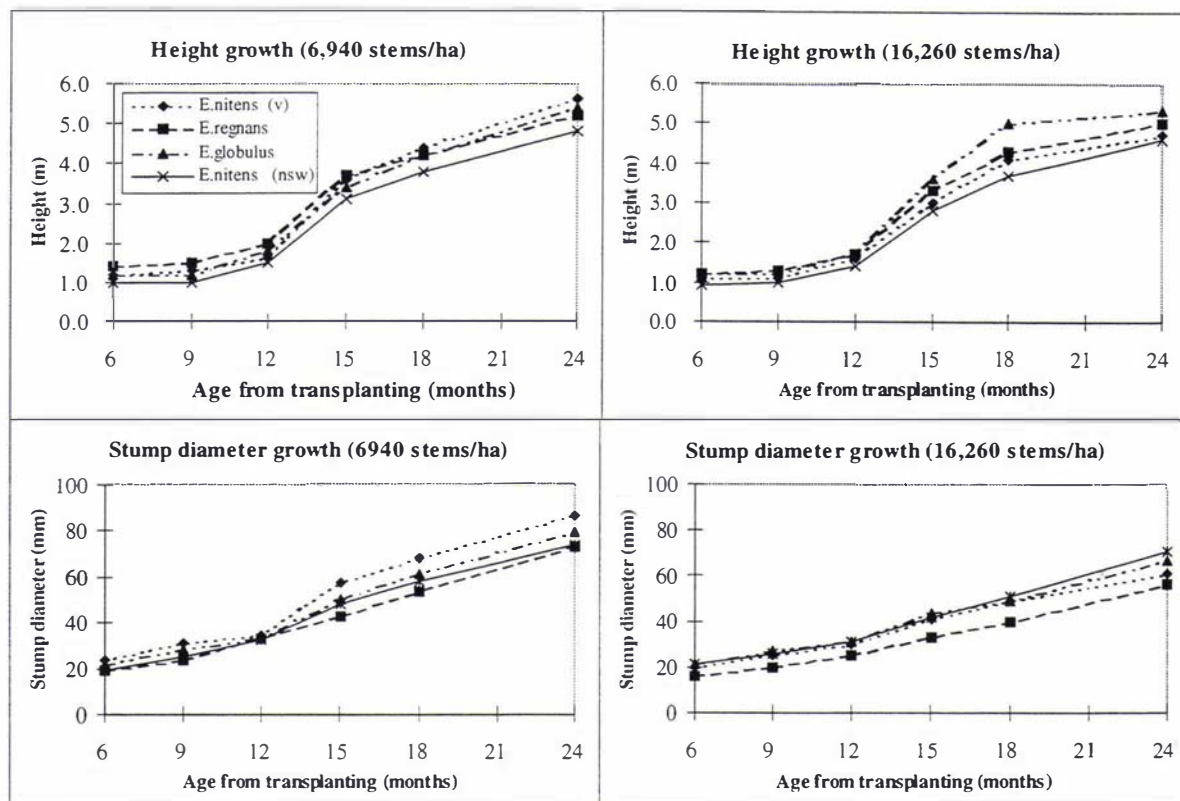 Height growth (6,940 stems/ha)
6.0
5.0
4.0
3.0
2.0
1.0
0.0
Height (m)
E.nitens (v)
E.regnans
E.globulus
E.nitens (nsw)
6 9 12 15 18 21 24
Age from transplanting (months)
Height growth (16,260 stems/ha)
6.0
5.0
4.0
3.0
2.0
1.0
0.0
Height (m)
6 9 12 15 18 21 24
Age from transplanting (months)
Stump diameter growth (6940 stems/ha)
100
80
60
40
20
0
Stump diameter (mm)
6 9 12 15 18 21 24
Age from transplanting (months)
Stump diameter growth (16,260 stems/ha)
100
80
60
40
20
0
Stump diameter (mm)
6 9 12 15 18 21 24
Age from transplanting (months)